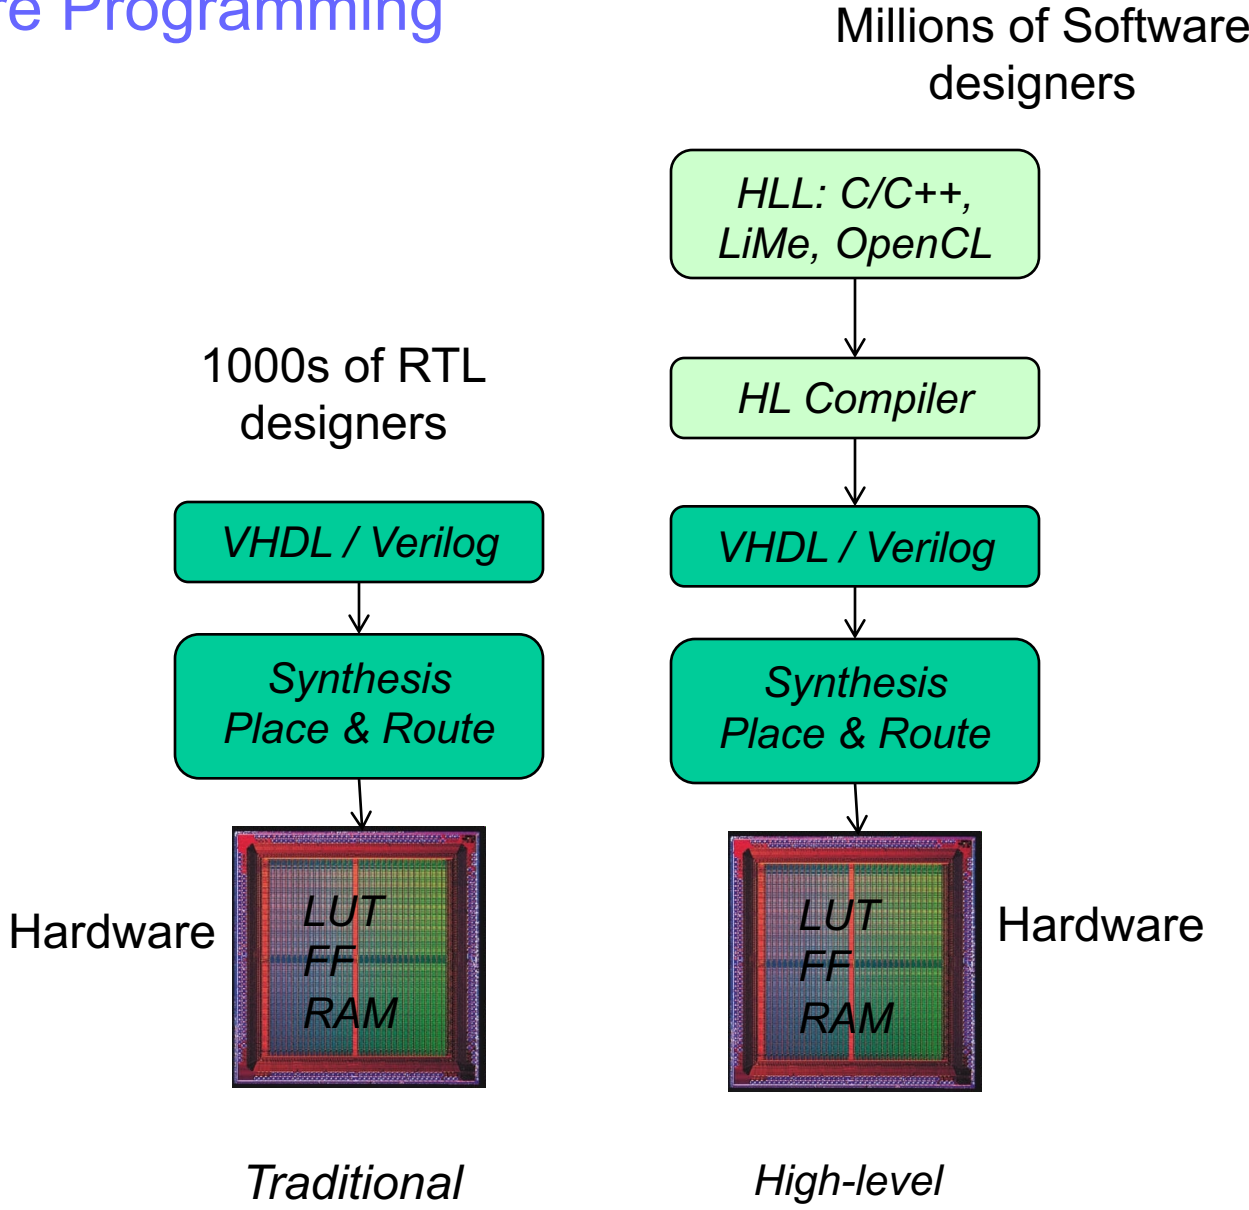 re Programming
Millions of Software
designers
HLL: C/C++,
LiMe, OpenCL
HL Compiler
VHDL / Verilog
Synthesis
Place & Route
LUT
FF
RAM
Hardware
High-level
1000s of RTL
designers
VHDL / Verilog
Synthesis
Place & Route
Hardware
LUT
FF
RAM
Traditional